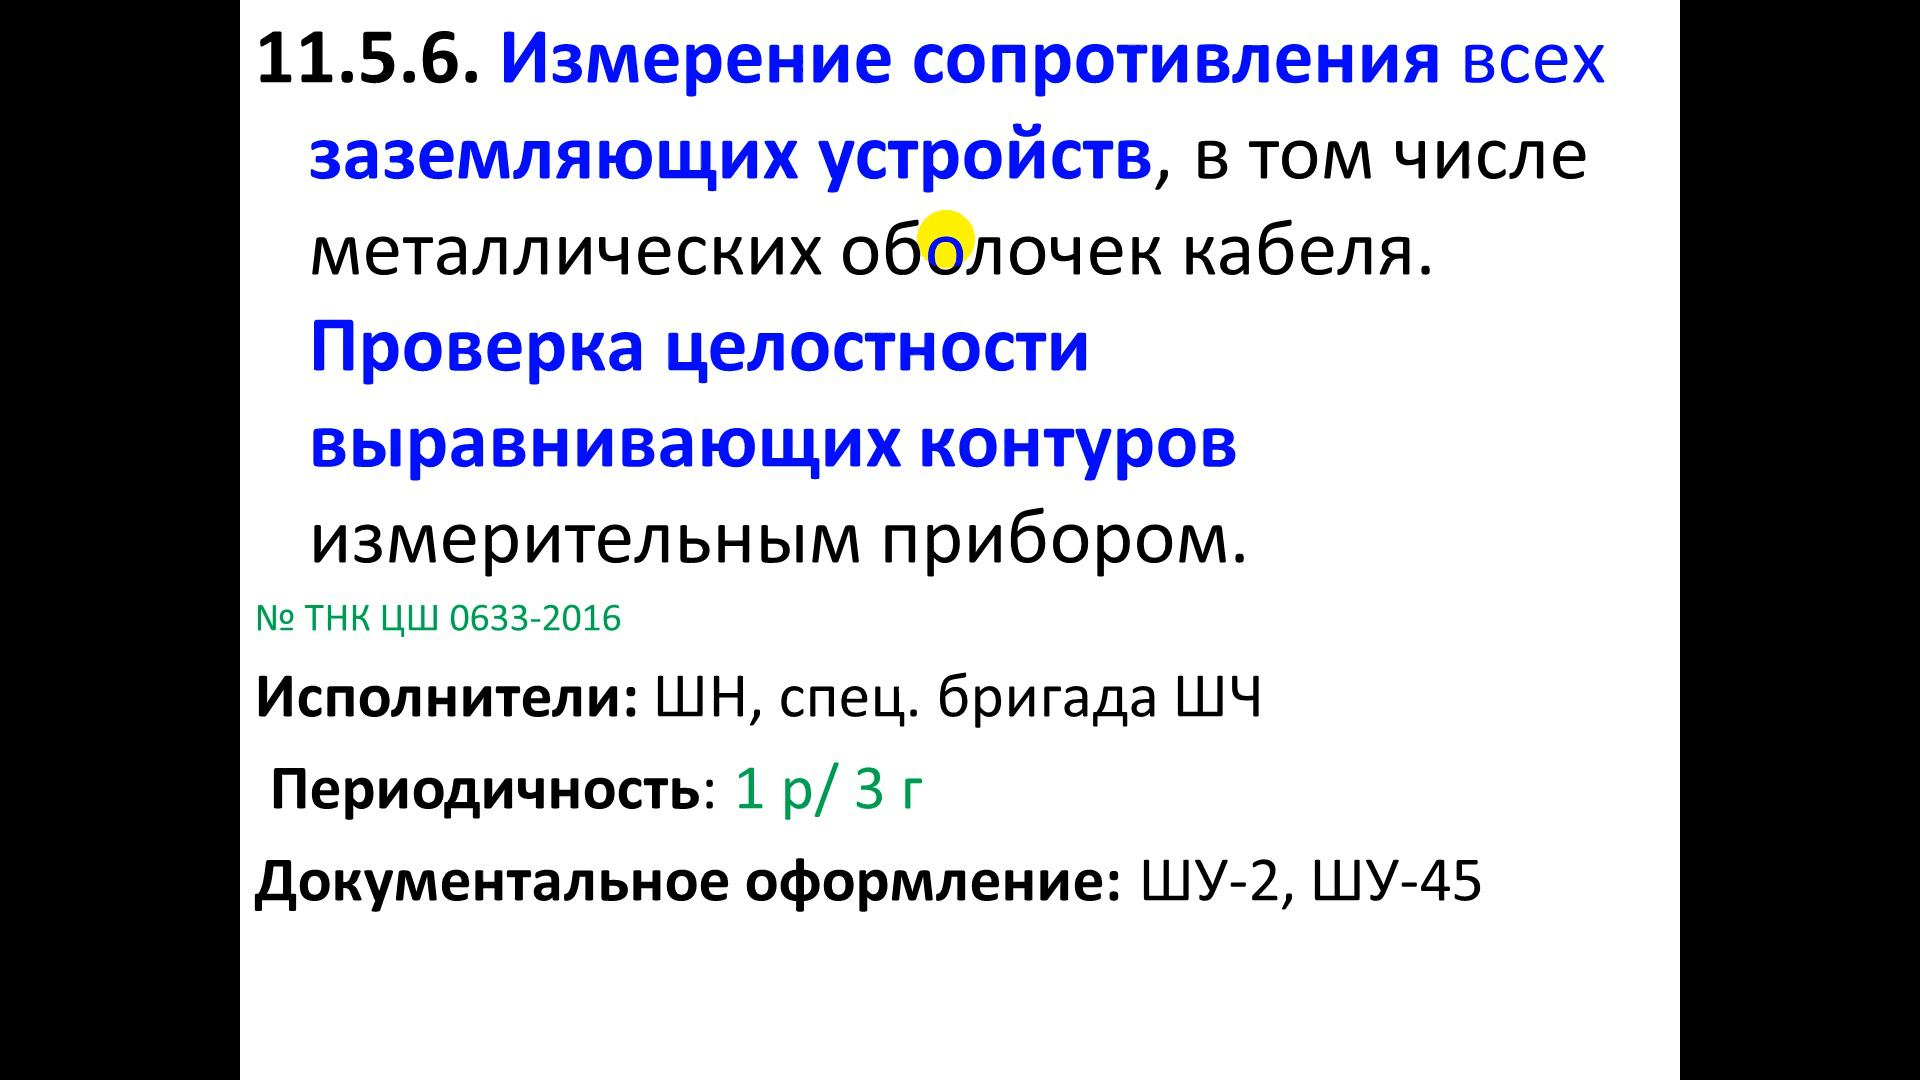 11.5.6. Измерение сопротивления всех
заземляющих устройств, в том числе
металлических оболочек кабеля.
Проверка целостности
выравнивающих контуров
измерительным прибором.
№ ТНК ЦШ 0633-2016
Исполнители: ШН, спец. бригада ШЧ
Периодичность: 1 р/ 3 г
Документальное оформление: ШУ-2, ШУ-45